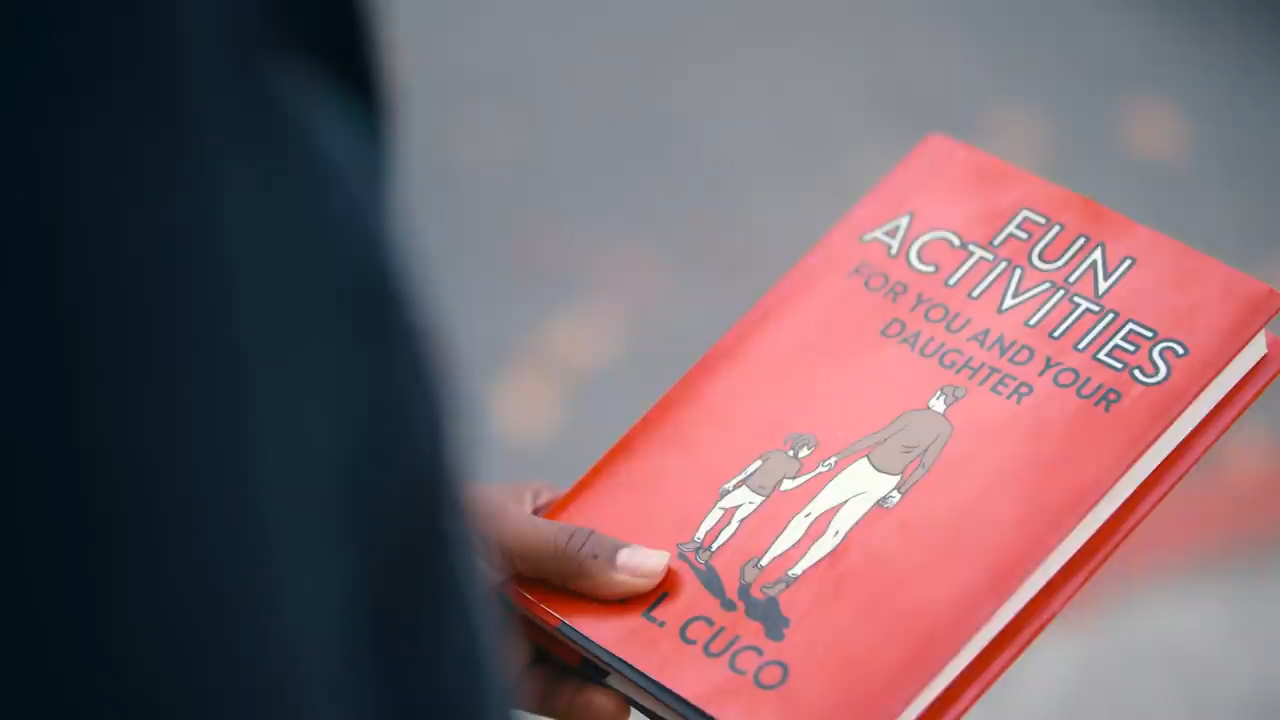 FUN
ACTIVITIES
FOR YOU AND YOUR
DAUGHTER
L. CUCO